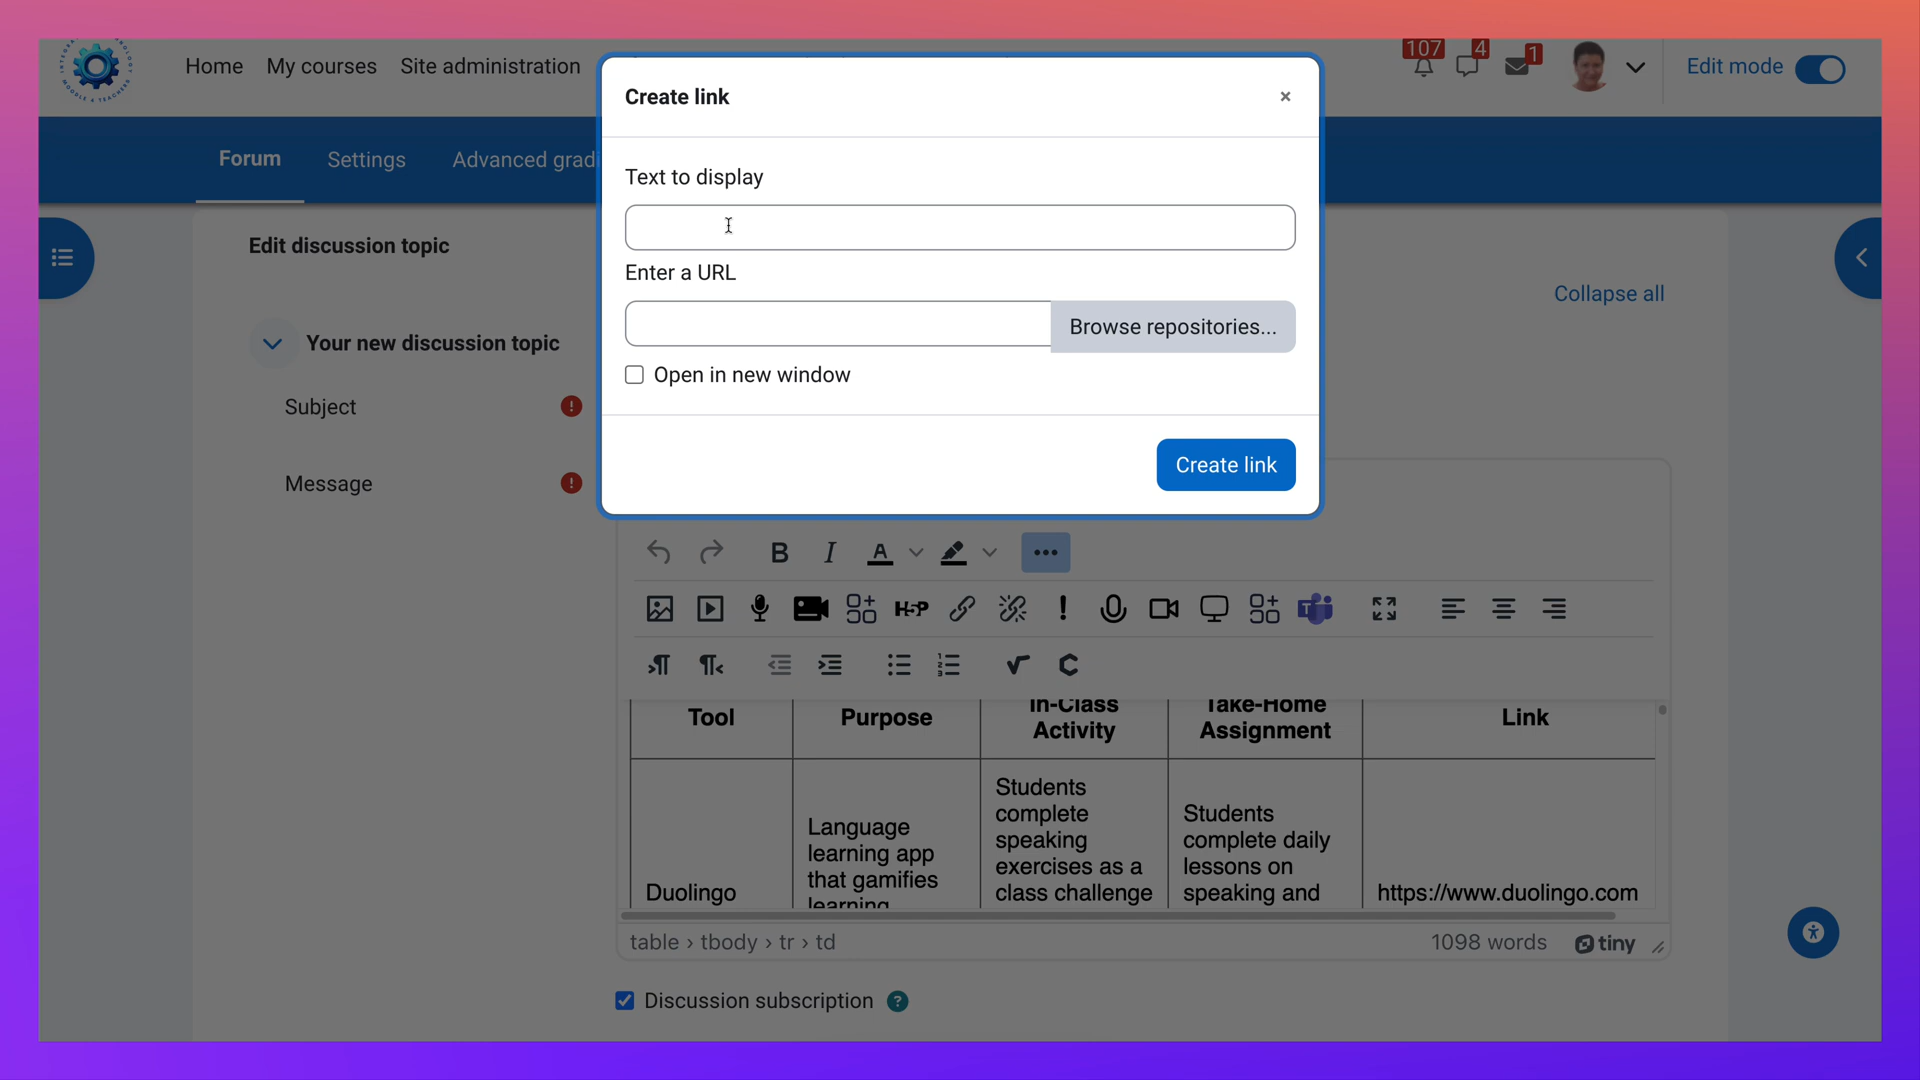 Home My courses Site administration
107 4 1
Edit mode
Create link
×
Forum Settings Advanced gradi
Text to display
Edit discussion topic
Enter a URL
Browse repositories...
Collapse all
Your new discussion topic
Open in new window
Subject
Create link
Message
B I A
H5P
Tool Purpose In-Class Activity Take-Home Assignment Link
Duolingo
Language
learning app
that gamifies
learning
Students
complete
speaking
exercises as a
class challenge
Students
complete daily
lessons on
speaking and
https://www.duolingo.com
table › tbody › tr › td
1098 words tiny
Discussion subscription ?